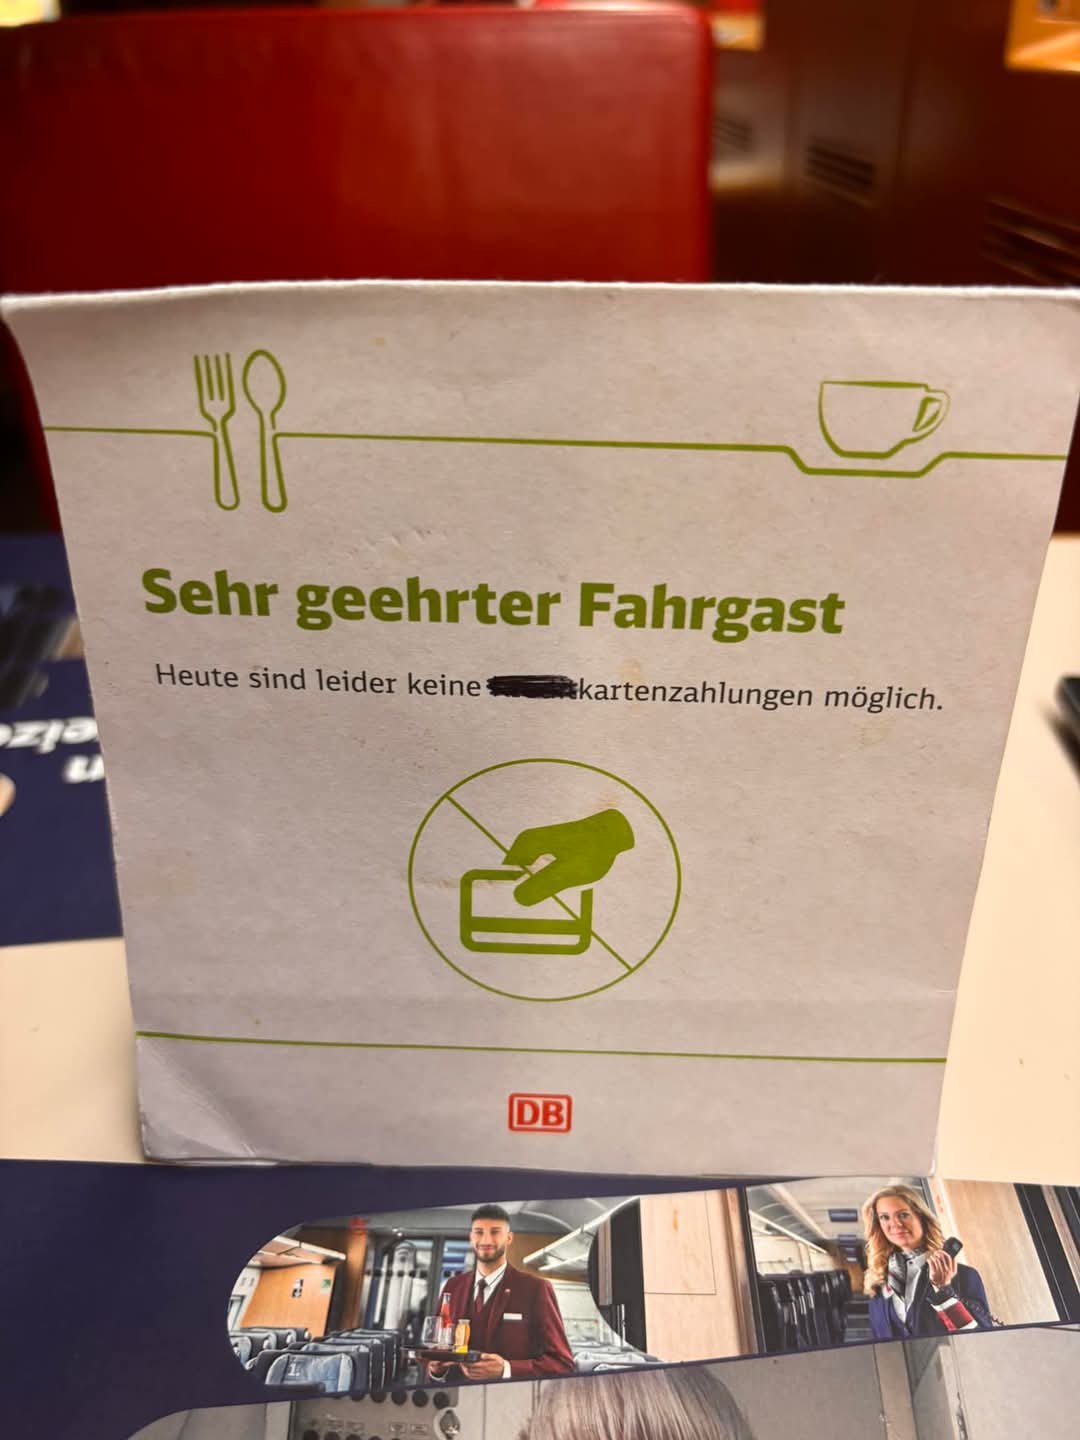 Sehr geehrter Fahrgast
Heute sind leider keine kartenzahlungen möglich.
DB